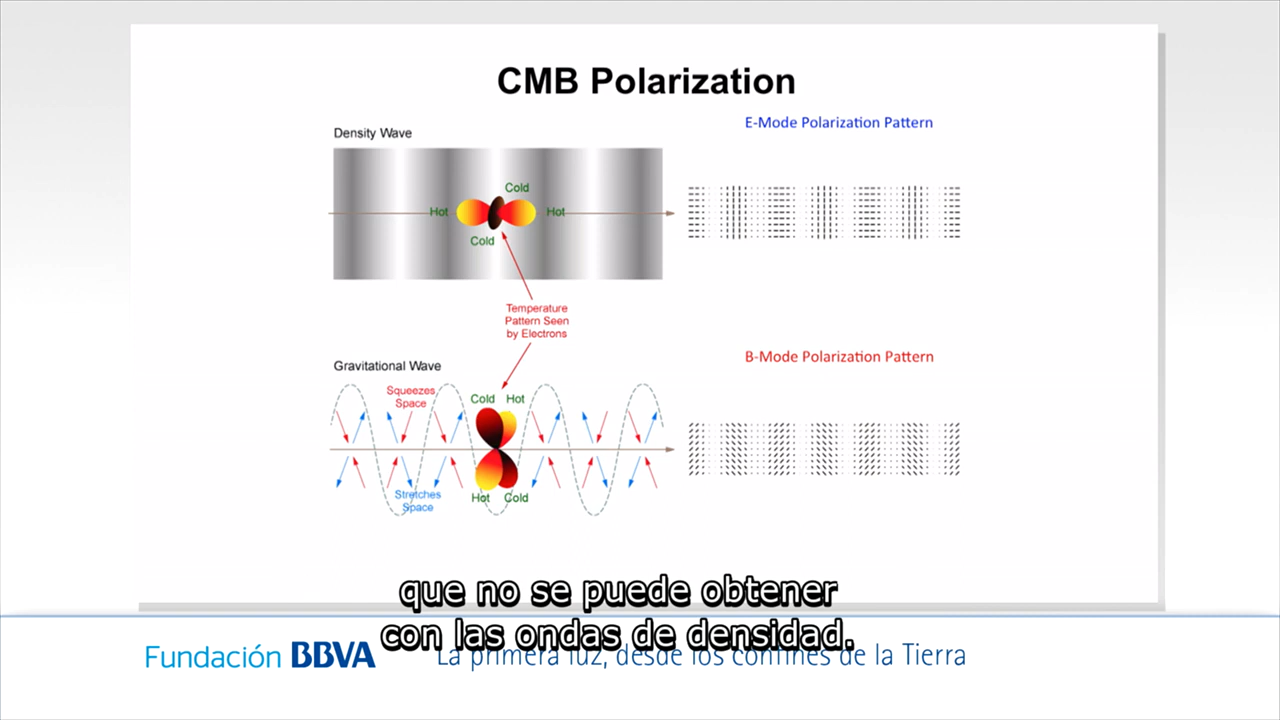 CMB Polarization
Density Wave
E-Mode Polarization Pattern
Cold
Hot
Hot
Cold
Temperature
Pattern Seen
by Electrons
Gravitational Wave
B-Mode Polarization Pattern
Squeezes
Space
Cold
Hot
Stretches
Space
Hot
Cold
que no se puede obtener
con las ondas de densidad.
Fundación BBVA
La primera luz, desde los confines de la Tierra